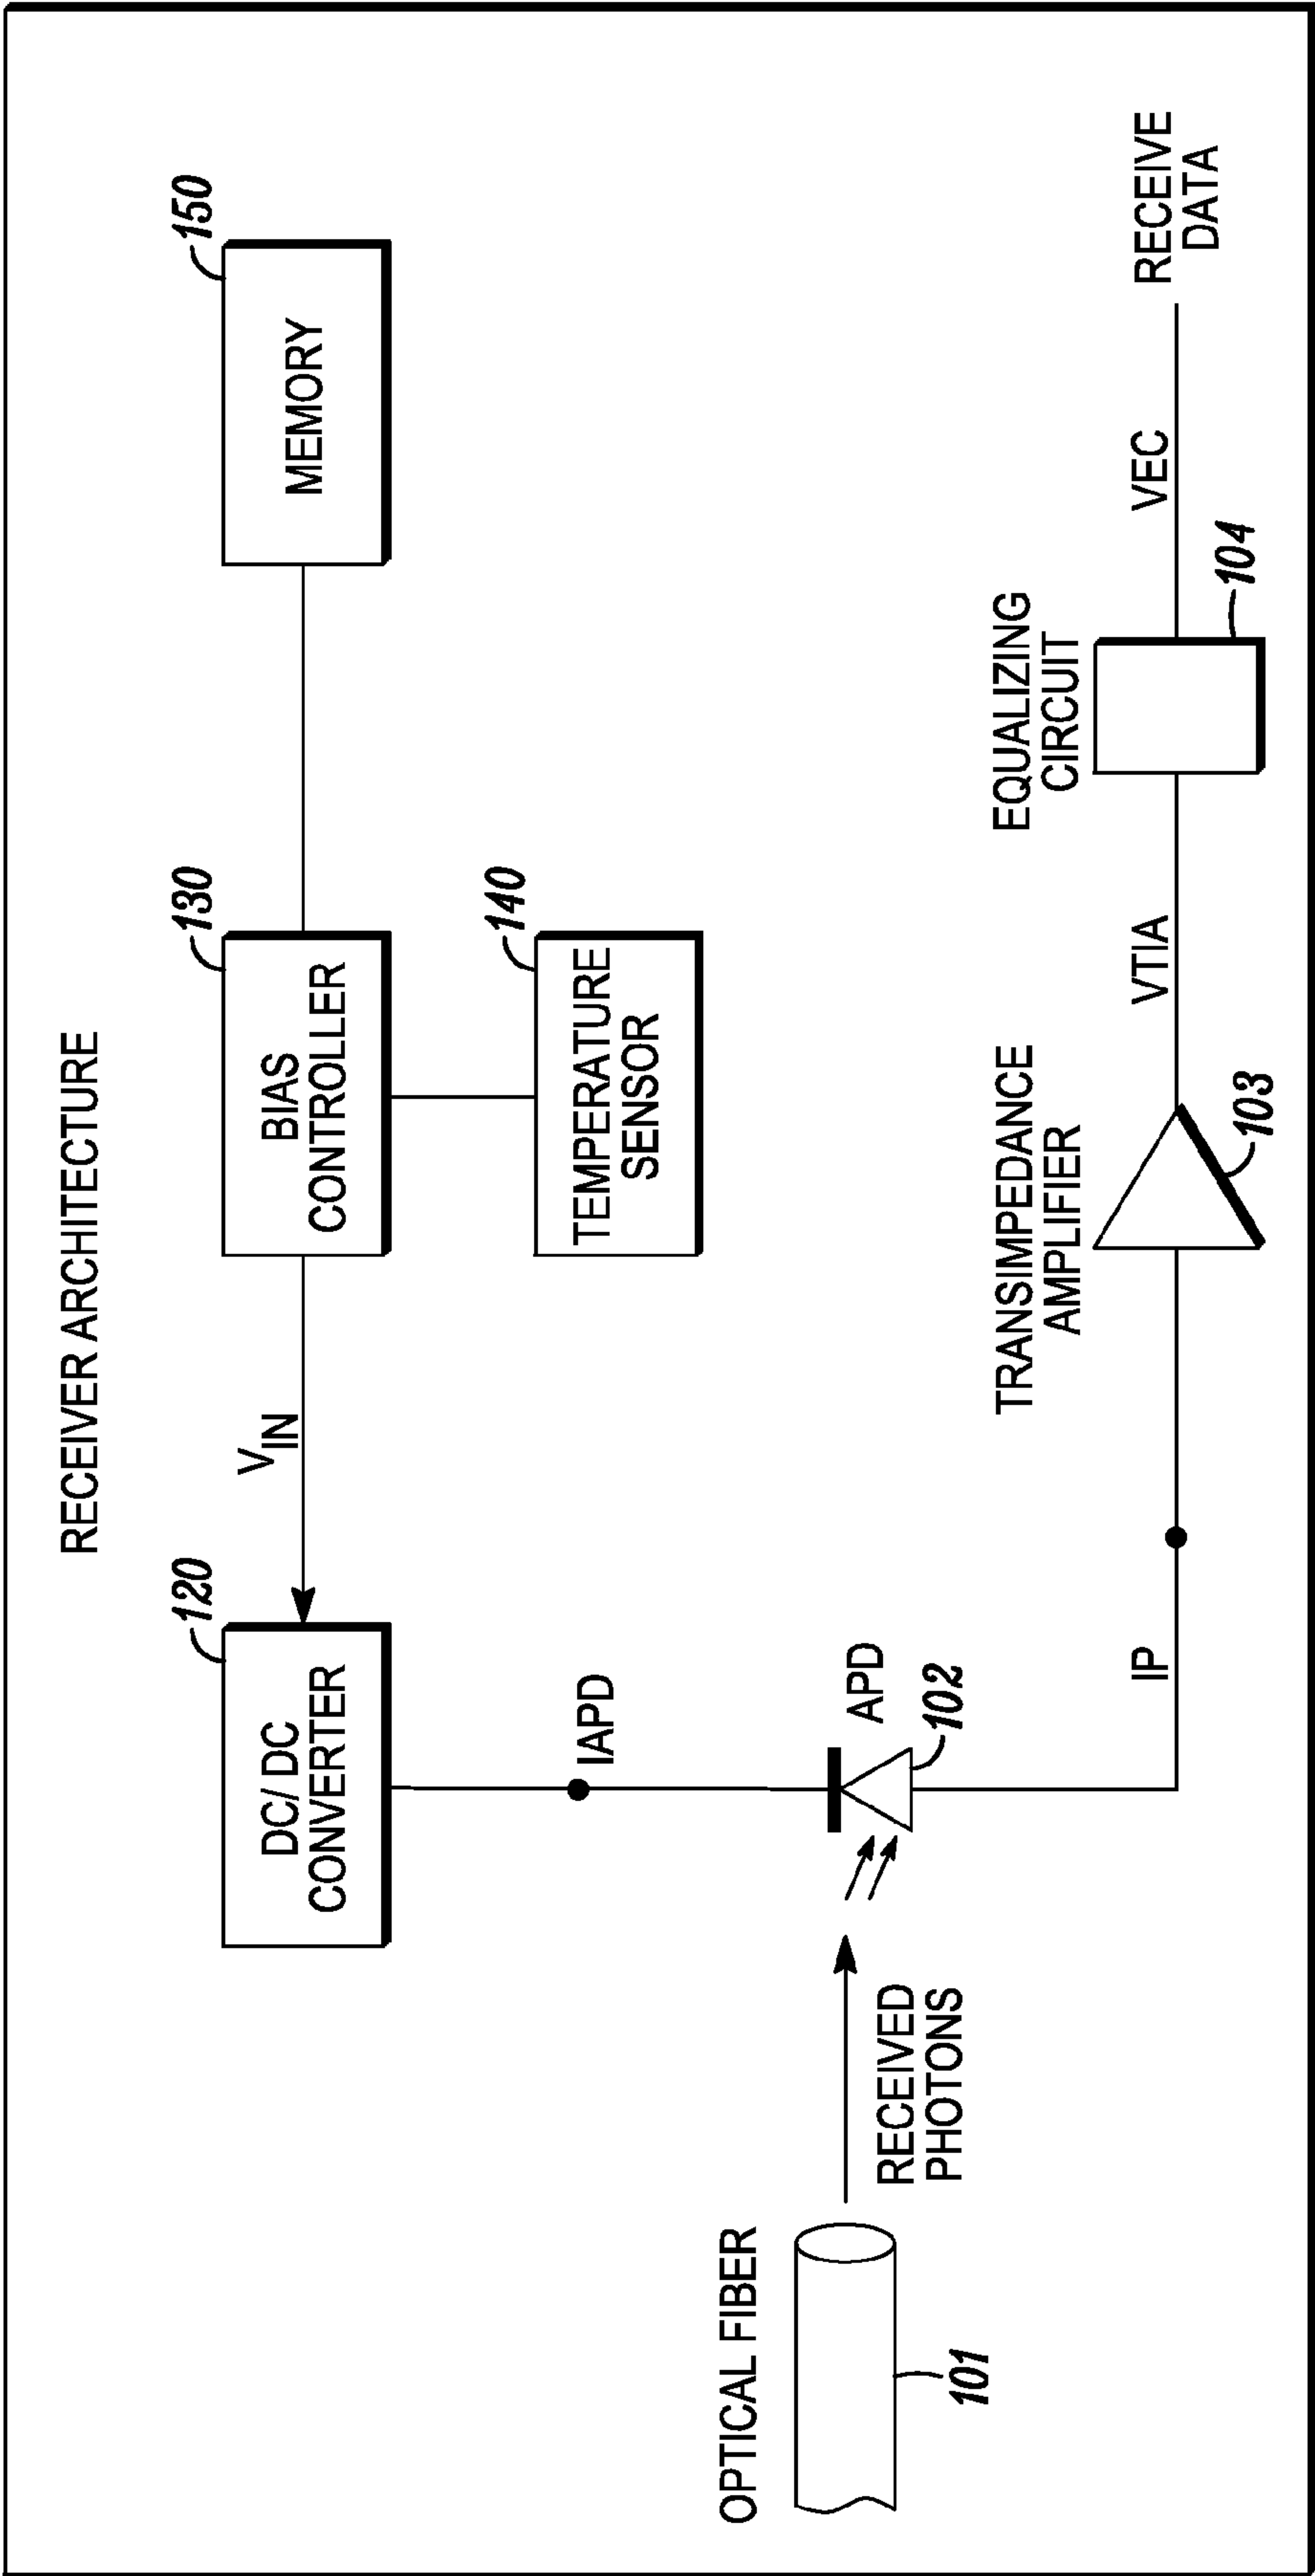 RECEIVER ARCHITECTURE
120
DC/ DC
CONVERTER
VIN
130
BIAS
CONTROLLER
150
MEMORY
140
TEMPERATURE
SENSOR
IAPD
OPTICAL FIBER
101
RECEIVED
PHOTONS
APD
102
IP
TRANSIMPEDANCE
AMPLIFIER
103
VTIA
EQUALIZING
CIRCUIT
104
VEC
RECEIVE
DATA